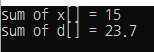 sum of x[] = 15
sum of d[] = 23.7